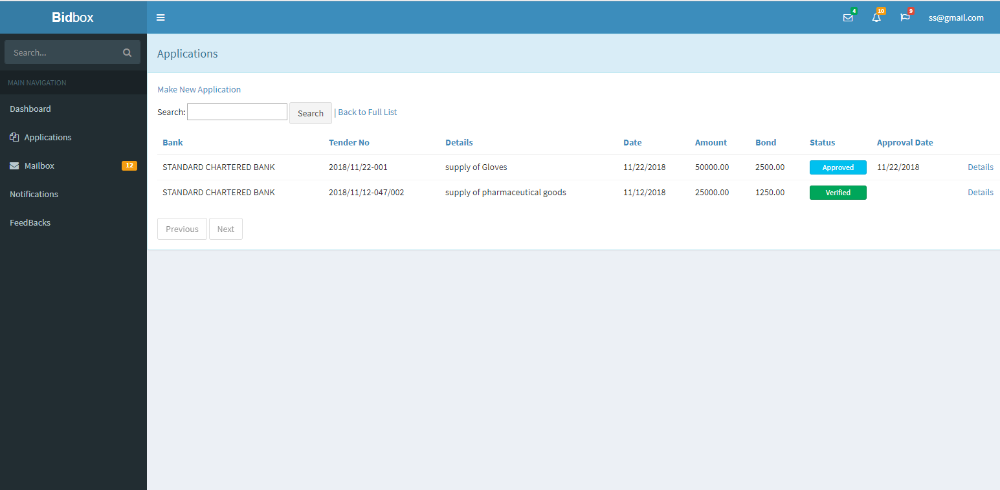 Bidbox
4
10
9
ss@gmail.com
Search...
MAIN NAVIGATION
Dashboard
Applications
Mailbox 12
Notifications
FeedBacks
Applications
Make New Application
Search: Search | Back to Full List
Bank Tender No Details Date Amount Bond Status Approval Date
STANDARD CHARTERED BANK 2018/11/22-001 supply of Gloves 11/22/2018 50000.00 2500.00 Approved 11/22/2018 Details
STANDARD CHARTERED BANK 2018/11/12-047/002 supply of pharmaceutical goods 11/12/2018 25000.00 1250.00 Verified Details
Previous Next